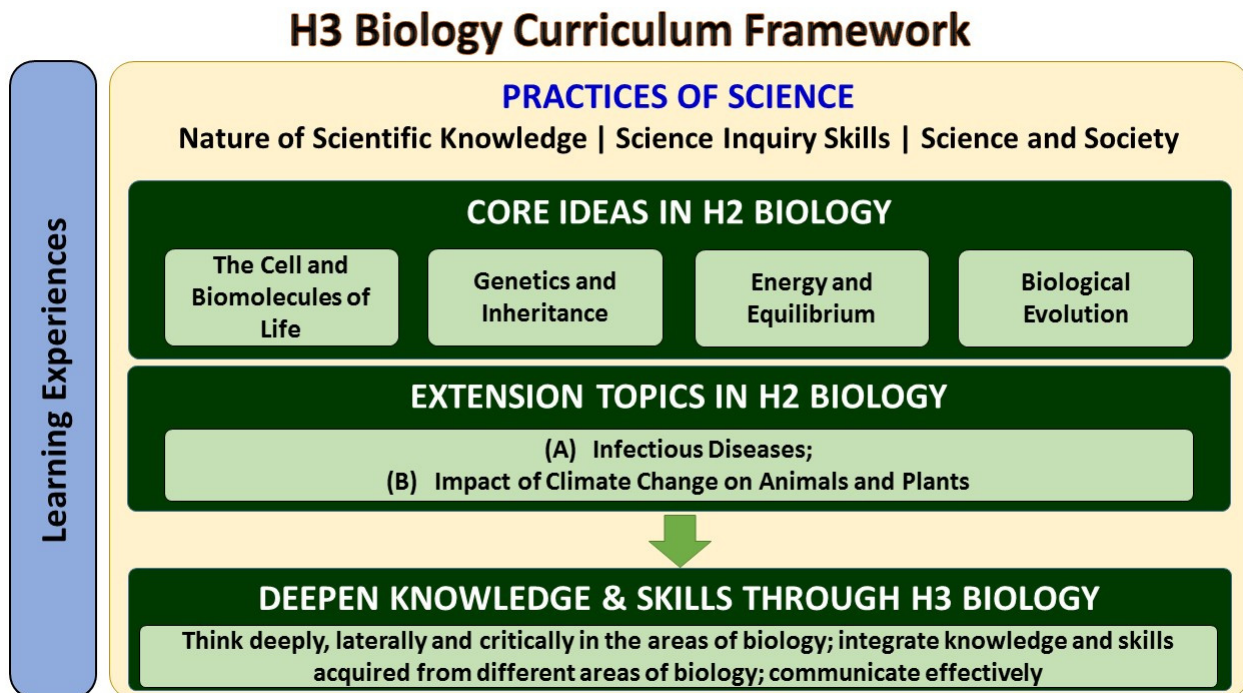 H3 Biology Curriculum Framework
Learning Experiences
PRACTICES OF SCIENCE
Nature of Scientific Knowledge | Science Inquiry Skills | Science and Society
CORE IDEAS IN H2 BIOLOGY
The Cell and
Biomolecules of
Life
Genetics and
Inheritance
Energy and
Equilibrium
Biological
Evolution
EXTENSION TOPICS IN H2 BIOLOGY
(A) Infectious Diseases;
(B) Impact of Climate Change on Animals and Plants
DEEPEN KNOWLEDGE & SKILLS THROUGH H3 BIOLOGY
Think deeply, laterally and critically in the areas of biology; integrate knowledge and skills
acquired from different areas of biology; communicate effectively